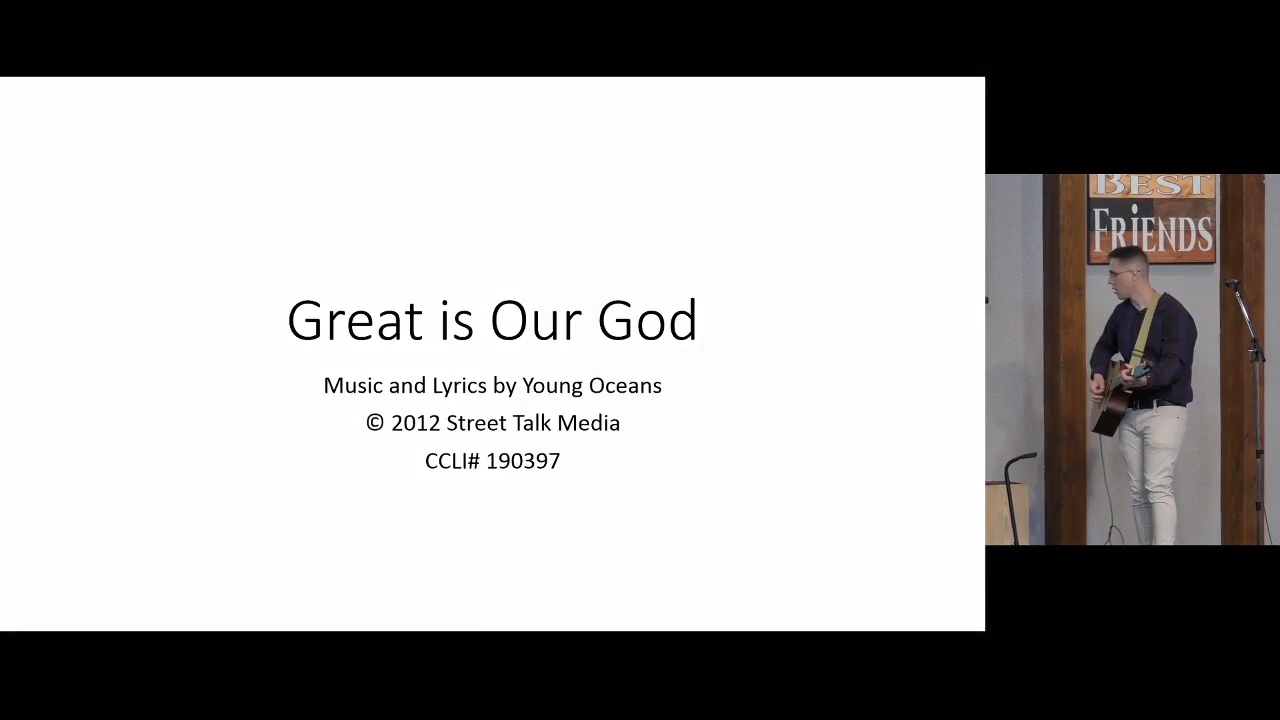 Great is Our God
Music and Lyrics by Young Oceans
© 2012 Street Talk Media
CCLI# 190397
BEST
FRIENDS